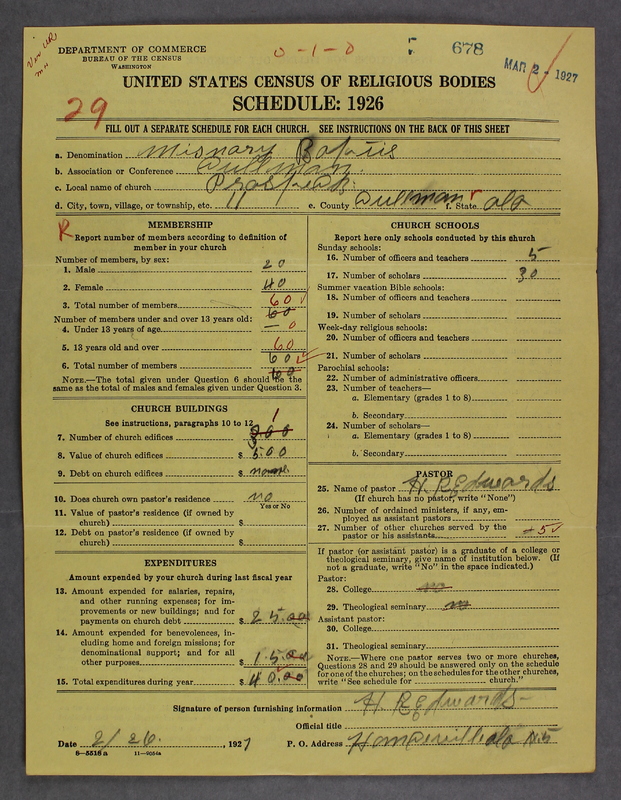 DEPARTMENT OF COMMERCE
BUREAU OF THE CENSUS
WASHINGTON
0-1-0
678
MAR 2 - 1927
UNITED STATES CENSUS OF RELIGIOUS BODIES
SCHEDULE: 1926
29
FILL OUT A SEPARATE SCHEDULE FOR EACH CHURCH. SEE INSTRUCTIONS ON THE BACK OF THIS SHEET
a. Denomination Misnary Baptis
b. Association or Conference Cullman
c. Local name of church Prospect
d. City, town, village, or township, etc. " e. County Cullman f. State ala
R
MEMBERSHIP
Report number of members according to definition of
member in your church
Number of members, by sex:
1. Male 20
2. Female 40
3. Total number of members 60
60
Number of members under and over 13 years old:
4. Under 13 years of age — 0
5. 13 years old and over 60
6. Total number of members 60
60
NOTE.—The total given under Question 6 should be the
same as the total of males and females given under Question 3.
CHURCH BUILDINGS
See instructions, paragraphs 10 to 12
7. Number of church edifices 1
8. Value of church edifices $ 500
9. Debt on church edifices $ none
10. Does church own pastor's residence no
Yes or No
11. Value of pastor's residence (if owned by
church) $
12. Debt on pastor's residence (if owned by
church) $
EXPENDITURES
Amount expended by your church during last fiscal year
13. Amount expended for salaries, repairs,
and other running expenses; for im-
provements or new buildings; and for
payments on church debt $ 25.00
14. Amount expended for benevolences, in-
cluding home and foreign missions; for
denominational support; and for all
other purposes $ 15.00
15. Total expenditures during year $ 40.00
CHURCH SCHOOLS
Report here only schools conducted by this church
Sunday schools:
16. Number of officers and teachers 5
17. Number of scholars 30
Summer vacation Bible schools:
18. Number of officers and teachers
19. Number of scholars
Week-day religious schools:
20. Number of officers and teachers
21. Number of scholars
Parochial schools:
22. Number of administrative officers
23. Number of teachers—
a. Elementary (grades 1 to 8)
b. Secondary
24. Number of scholars—
a. Elementary (grades 1 to 8)
b. Secondary
PASTOR
25. Name of pastor H. R Edwards
(If church has no pastor, write "None")
26. Number of ordained ministers, if any, em-
ployed as assistant pastors
27. Number of other churches served by the
pastor or his assistants 5
If pastor (or assistant pastor) is a graduate of a college or
theological seminary, give name of institution below. (If
not a graduate, write "No" in the space indicated.)
Pastor:
28. College no
29. Theological seminary no
Assistant pastor:
30. College
31. Theological seminary
NOTE.—Where one pastor serves two or more churches,
Questions 28 and 29 should be answered only on the schedule
for one of the churches; on the schedules for the other churches,
write "See schedule for church."
Signature of person furnishing information H. R Edwards
Official title
Date 2/26, 1927 P. O. Address ala
8—5518a 11—9054a